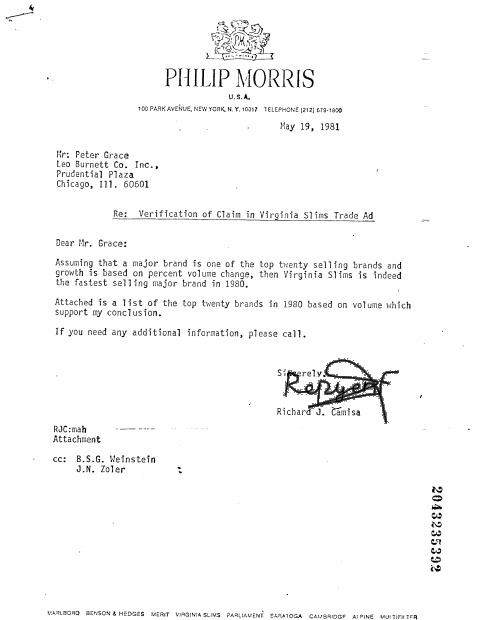 PM
PHILIP MORRIS
U.S.A.
100 PARK AVENUE, NEW YORK, N.Y. 10017 TELEPHONE (212) 679-1800
May 19, 1981
Mr: Peter Grace
Leo Burnett Co. Inc.,
Prudential Plaza
Chicago, Ill. 60601
Re: Verification of Claim in Virginia Slims Trade Ad
Dear Mr. Grace:
Assuming that a major brand is one of the top twenty selling brands and
growth is based on percent volume change, then Virginia Slims is indeed
the fastest selling major brand in 1980.
Attached is a list of the top twenty brands in 1980 based on volume which
support my conclusion.
If you need any additional information, please call.
Sincerely,
Richard J. Camisa
RJC:mah
Attachment
cc: B.S.G. Weinstein
J.N. Zoler
2043235392
MARLBORO BENSON & HEDGES MERIT VIRGINIA SLIMS PARLIAMENT SARATOGA CAMBRIDGE ALPINE MULTIFILTER